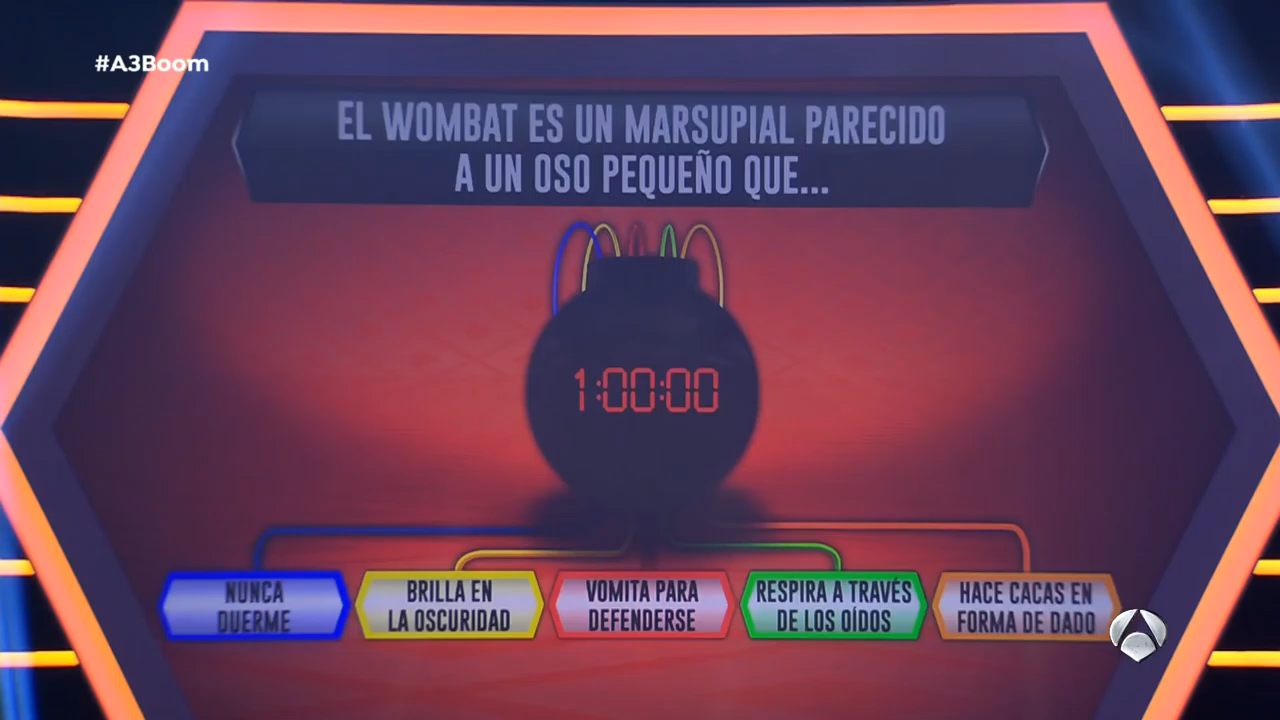 #A3Boom
EL WOMBAT ES UN MARSUPIAL PARECIDO
A UN OSO PEQUEÑO QUE...
1:00:00
NUNCA
DUERME
BRILLA EN
LA OSCURIDAD
VOMITA PARA
DEFENDERSE
RESPIRA A TRAVÉS
DE LOS OÍDOS
HACE CACAS EN
FORMA DE DADO